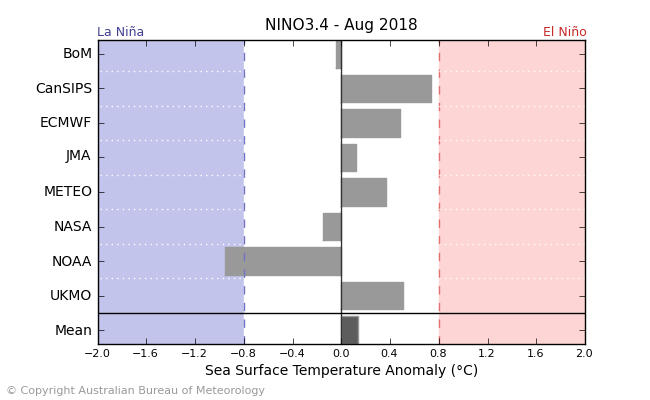 NINO3.4 - Aug 2018
La Niña El Niño
BoM
CanSIPS
ECMWF
JMA
METEO
NASA
NOAA
UKMO
Mean
−2.0 −1.6 −1.2 −0.8 −0.4 0.0 0.4 0.8 1.2 1.6 2.0
Sea Surface Temperature Anomaly (°C)
© Copyright Australian Bureau of Meteorology